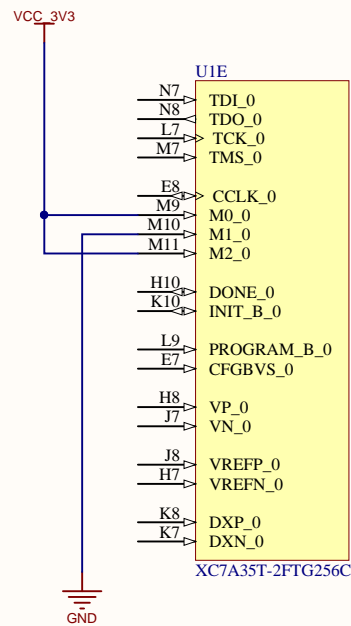 VCC_3V3
U1E
N7 TDI_0
N8 TDO_0
L7 TCK_0
M7 TMS_0
E8 CCLK_0
M9 M0_0
M10 M1_0
M11 M2_0
H10 DONE_0
K10 INIT_B_0
L9 PROGRAM_B_0
E7 CFGBVS_0
H8 VP_0
J7 VN_0
J8 VREFP_0
H7 VREFN_0
K8 DXP_0
K7 DXN_0
XC7A35T-2FTG256C
GND